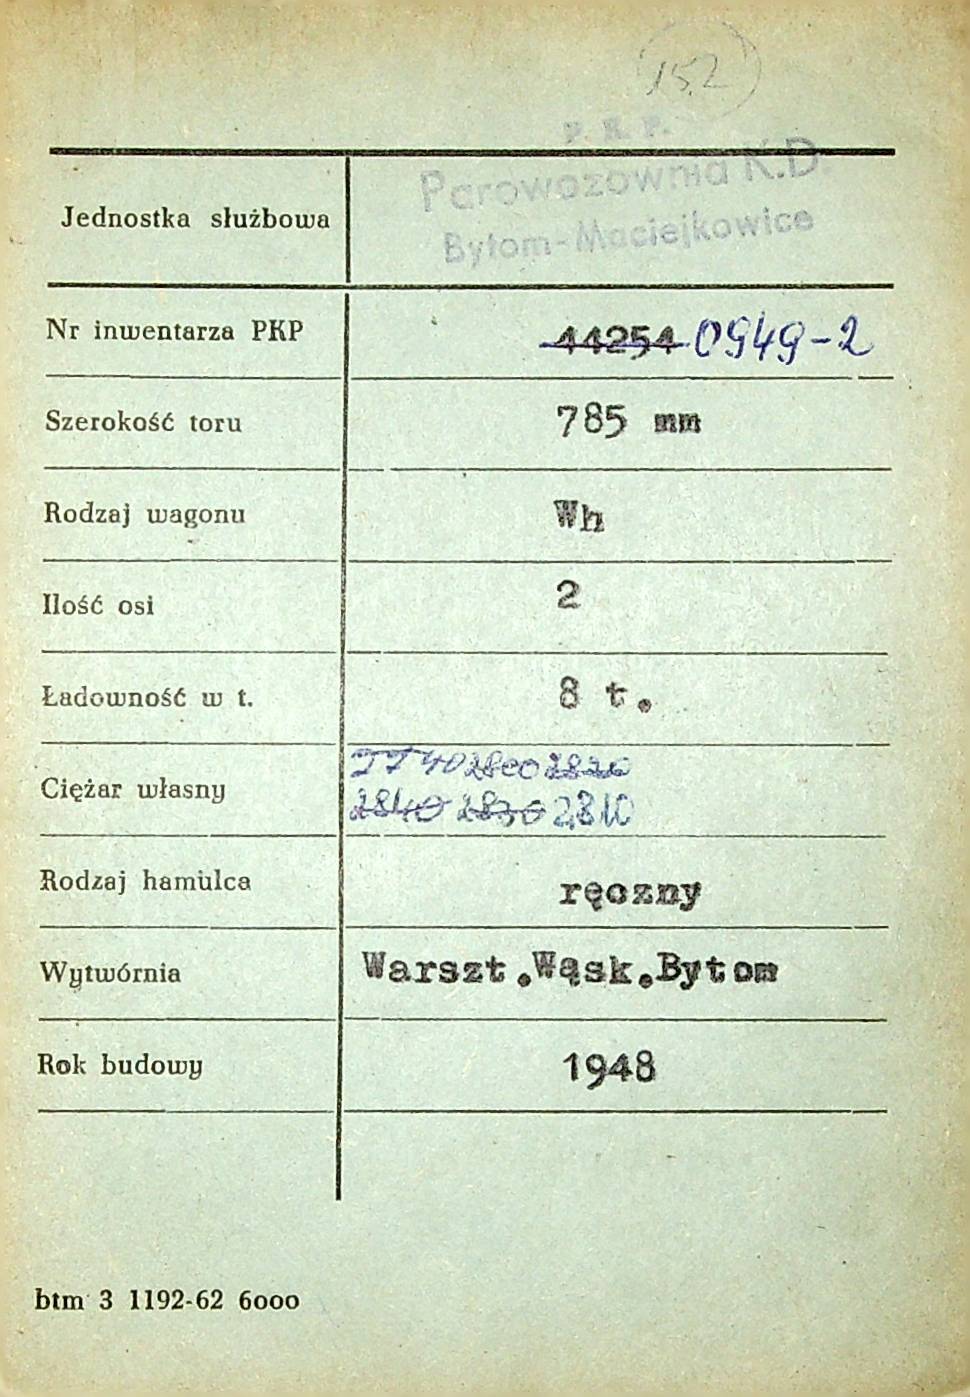 152
P. K. P.
Parowozownia K.D.
Bytom-Maciejkowice
Jednostka służbowa
Nr inwentarza PKP 44254 0949-2
Szerokość toru 785 mm
Rodzaj wagonu Wh
Ilość osi 2
Ładowność w t. 8 t.
2800 2820
Ciężar własny
2840 2830 2810
Rodzaj hamulca ręczny
Wytwórnia Warszt.Wąsk.Bytom
Rok budowy 1948
btm 3 1192-62 6000